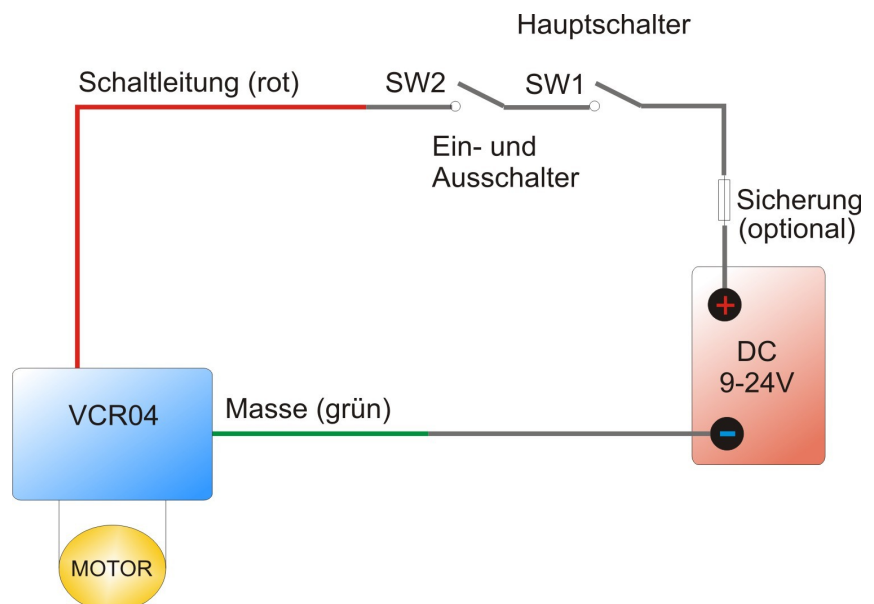 Hauptschalter
Schaltleitung (rot)
SW2
SW1
Ein- und
Ausschalter
Sicherung
(optional)
+
DC
9-24V
-
VCR04
Masse (grün)
MOTOR